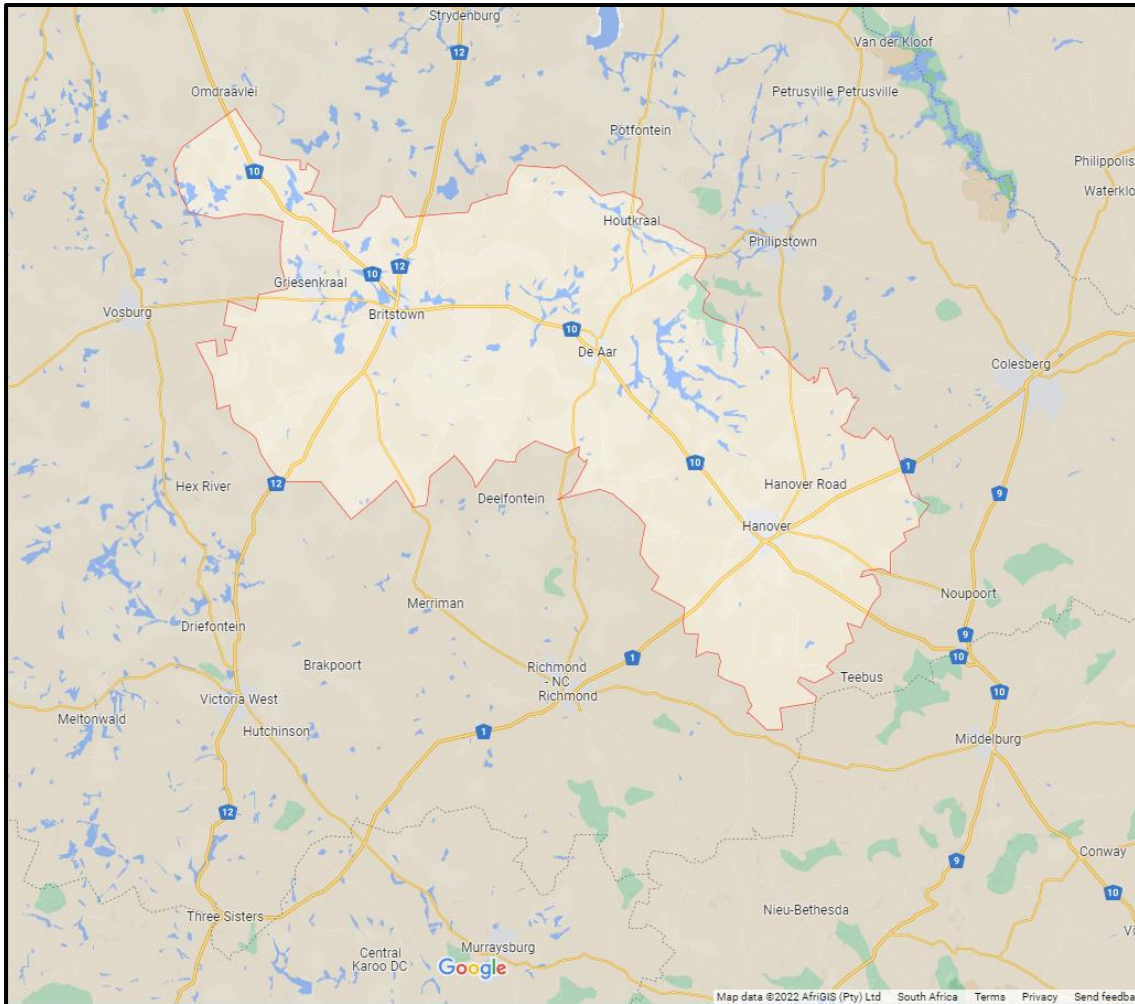 Strydenburg
12
Van der Kloof
Omdraavlei
Petrusville Petrusville
Potfontein
10
Philippolis
Waterklo
Houtkraal
Philipstown
12
10
Griesenkraal
Vosburg
Britstown
10
De Aar
Colesberg
10
1
12
Hex River
Hanover Road
9
Deelfontein
Hanover
Merriman
Noupoort
Driefontein
9
10
1
Brakpoort
Richmond
- NC
Richmond
Teebus
Victoria West
10
Meltonwald
Hutchinson
1
Middelburg
12
Conway
9
10
Three Sisters
Nieu-Bethesda
Vi
Central
Karoo DC
Murraysburg
Google
Map data ©2022 AfriGIS (Pty) Ltd South Africa Terms Privacy Send feedba